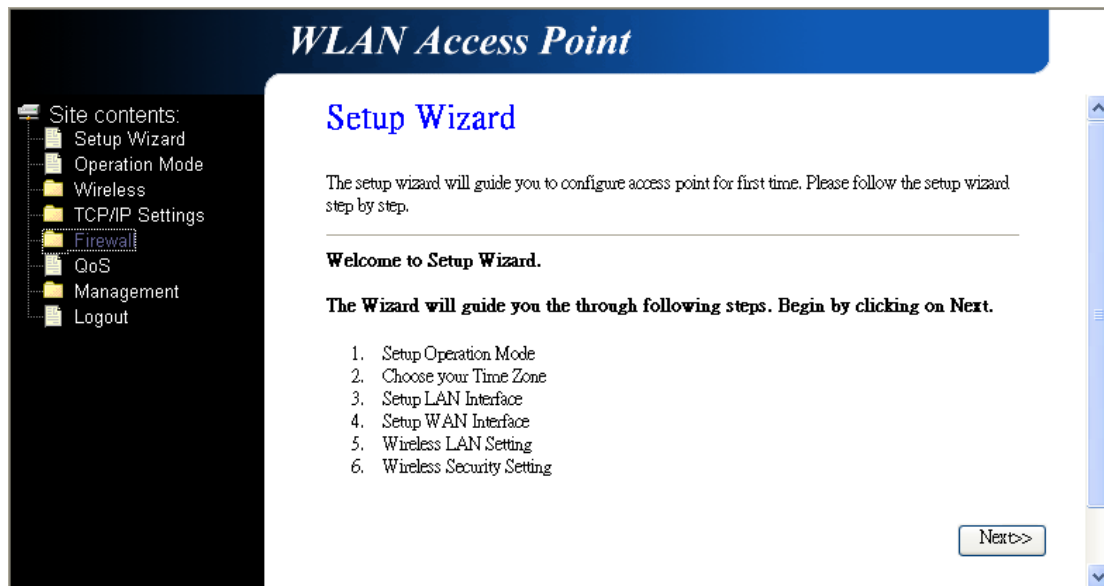 WLAN Access Point
Site contents:
Setup Wizard
Operation Mode
Wireless
TCP/IP Settings
Firewall
QoS
Management
Logout
Setup Wizard
The setup wizard will guide you to configure access point for first time. Please follow the setup wizard
step by step.
Welcome to Setup Wizard.
The Wizard will guide you the through following steps. Begin by clicking on Next.
1. Setup Operation Mode
2. Choose your Time Zone
3. Setup LAN Interface
4. Setup WAN Interface
5. Wireless LAN Setting
6. Wireless Security Setting
Next>>